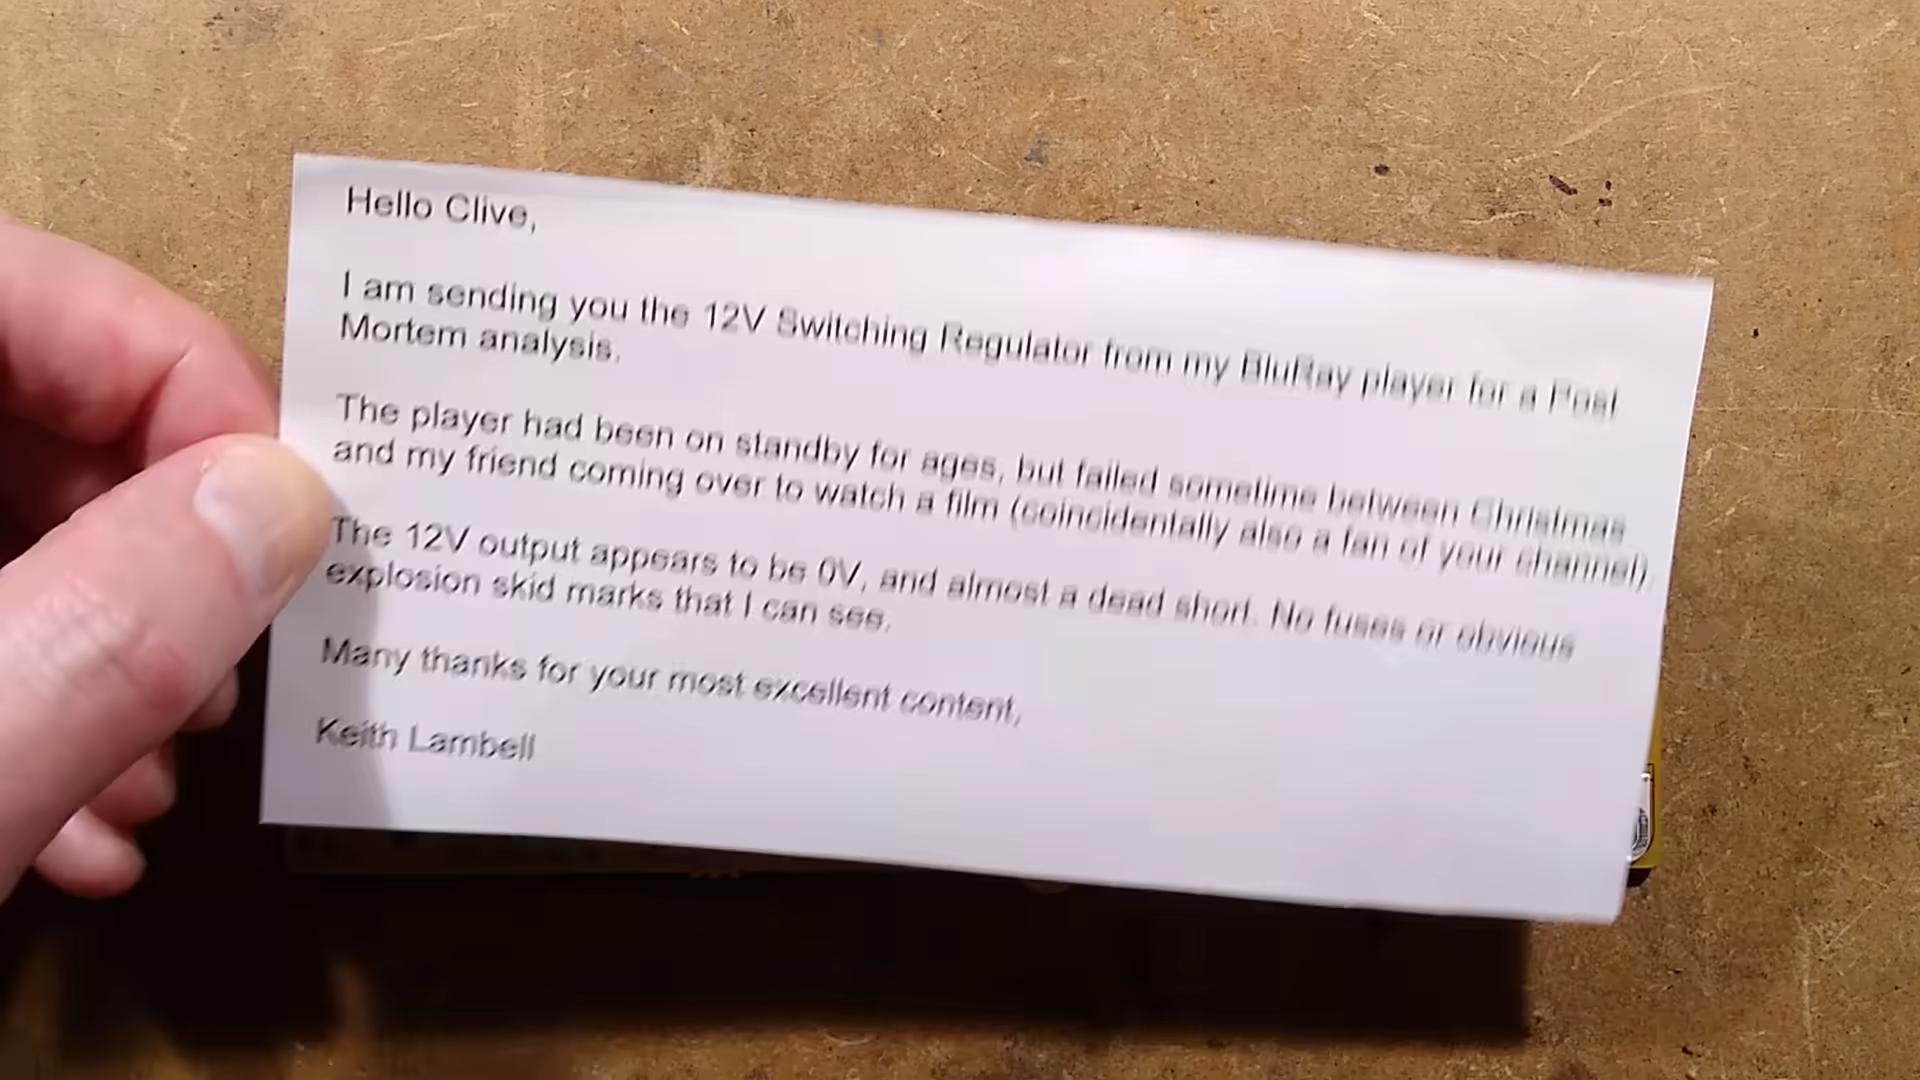 Hello Clive,
I am sending you the 12V Switching Regulator from my BluRay player for a Post
Mortem analysis.
The player had been on standby for ages, but failed sometime between Christmas
and my friend coming over to watch a film (coincidentally also a fan of your channel).
The 12V output appears to be 0V, and almost a dead short. No fuses or obvious
explosion skid marks that I can see.
Many thanks for your most excellent content,
Keith Lambell